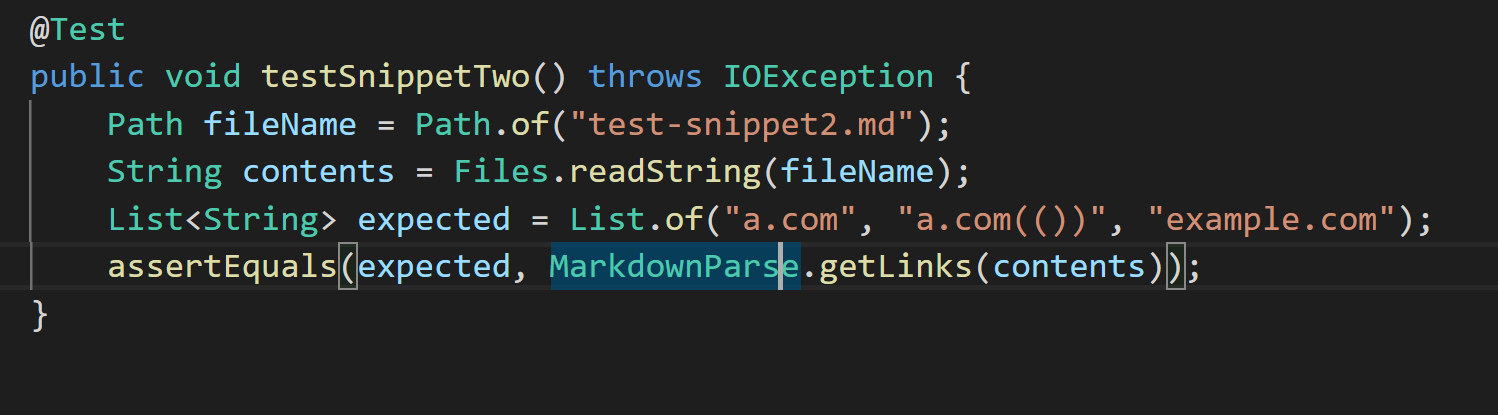 @Test
public void testSnippetTwo() throws IOException {
    Path fileName = Path.of("test-snippet2.md");
    String contents = Files.readString(fileName);
    List<String> expected = List.of("a.com", "a.com(())", "example.com");
    assertEquals(expected, MarkdownParse.getLinks(contents));
}